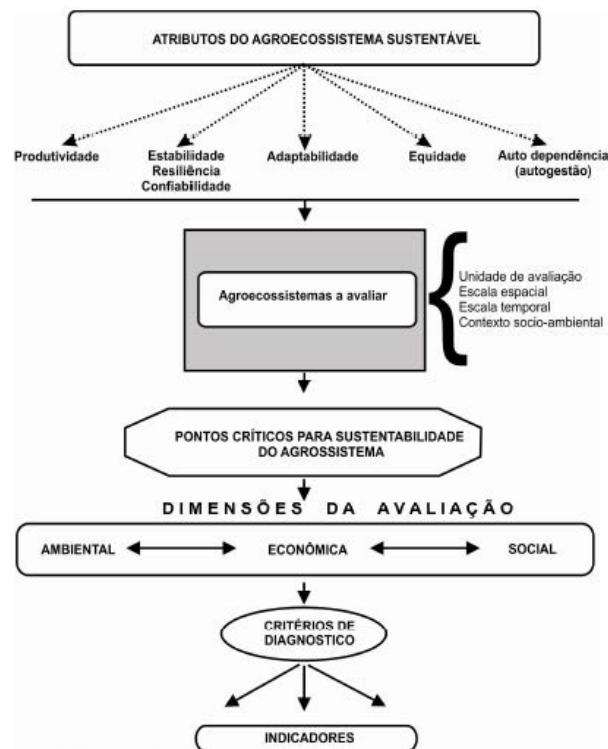 ATRIBUTOS DO AGROECOSSISTEMA SUSTENTÁVEL
Produtividade
Estabilidade
Resiliência
Confiabilidade
Adaptabilidade
Equidade
Auto dependência
(autogestão)
Agroecossistemas a avaliar
Unidade de avaliação
Escala espacial
Escala temporal
Contexto socio-ambiental
PONTOS CRÍTICOS PARA SUSTENTABILIDADE
DO AGROSSISTEMA
DIMENSÕES DA AVALIAÇÃO
AMBIENTAL
ECONÔMICA
SOCIAL
CRITÉRIOS DE
DIAGNOSTICO
INDICADORES